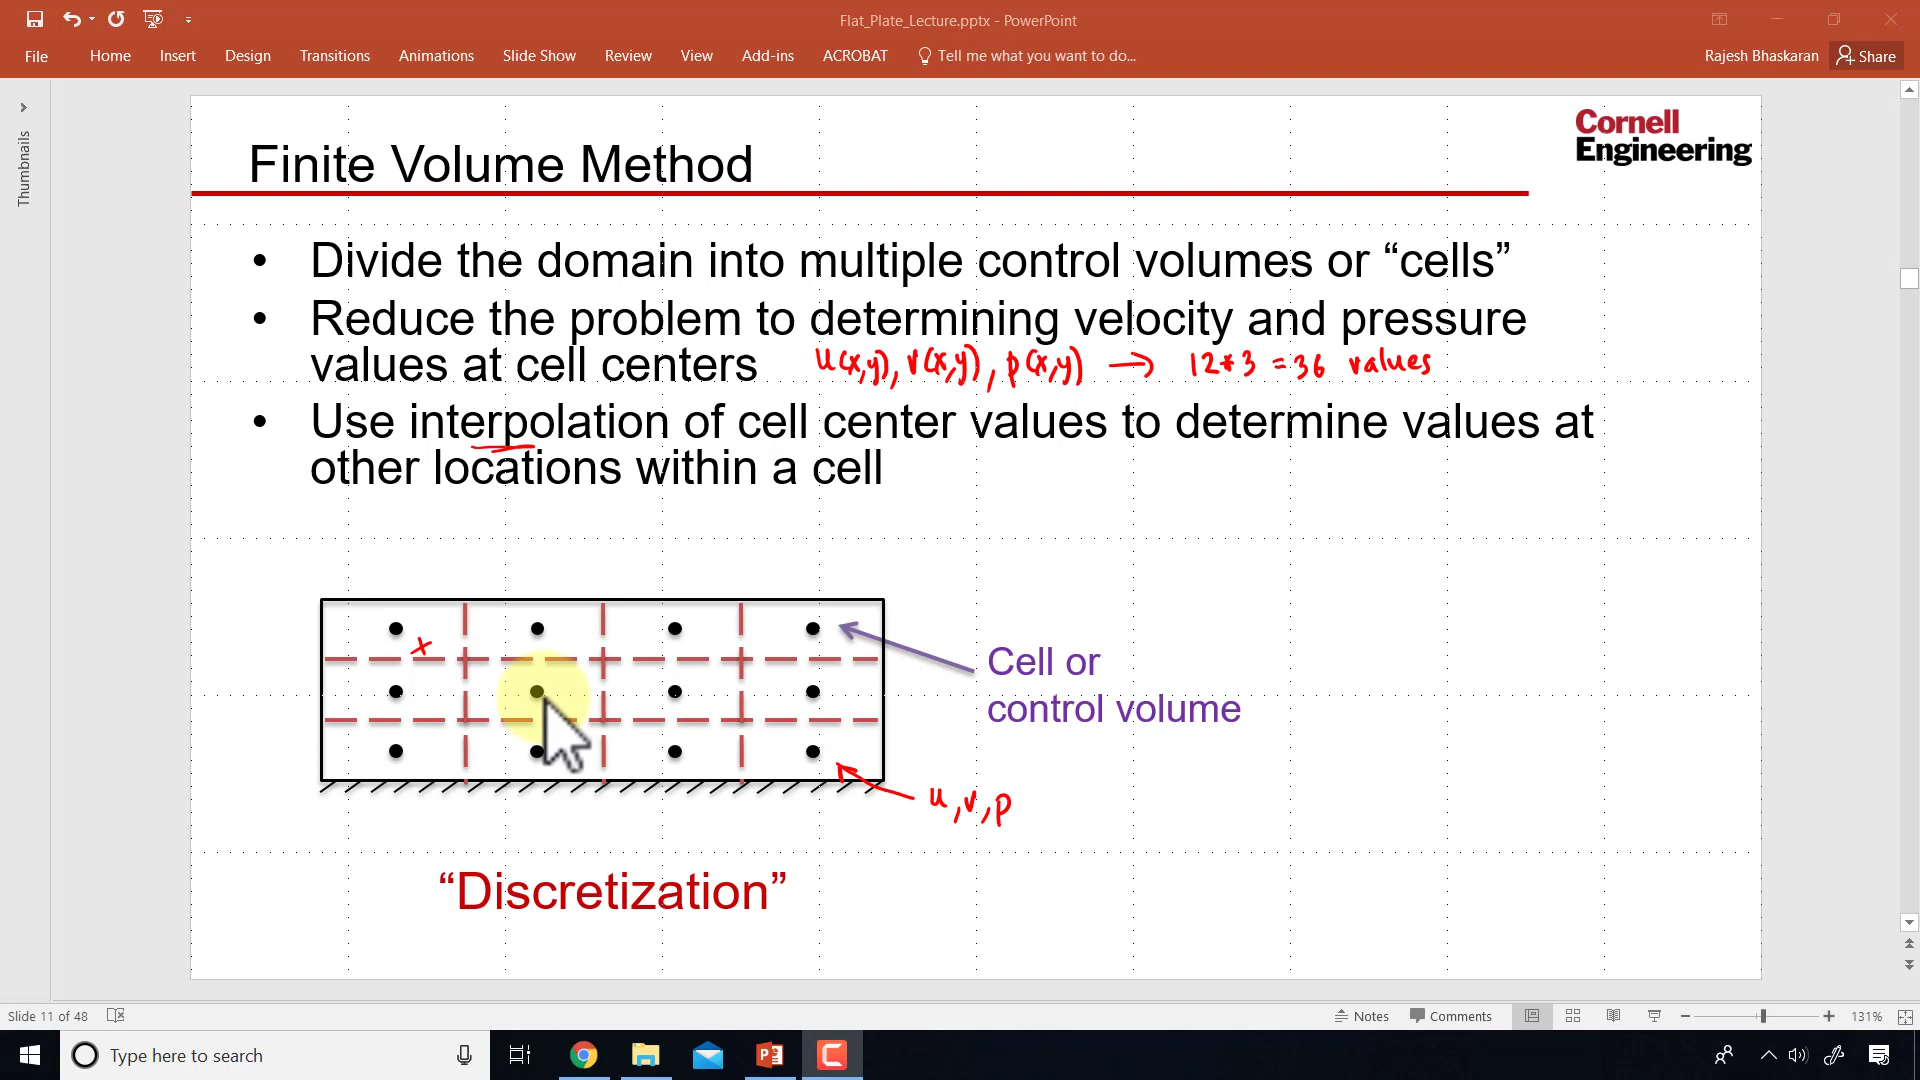 Flat_Plate_Lecture.pptx - PowerPoint
File Home Insert Design Transitions Animations Slide Show Review View Add-ins ACROBAT Tell me what you want to do... Rajesh Bhaskaran Share
Thumbnails
Cornell
Engineering
Finite Volume Method
• Divide the domain into multiple control volumes or “cells”
• Reduce the problem to determining velocity and pressure
values at cell centers u(x,y), v(x,y), p(x,y) → 12*3 = 36 values
• Use interpolation of cell center values to determine values at
other locations within a cell
x
Cell or
control volume
u, v, p
“Discretization”
Slide 11 of 48 Notes Comments 131%
Type here to search